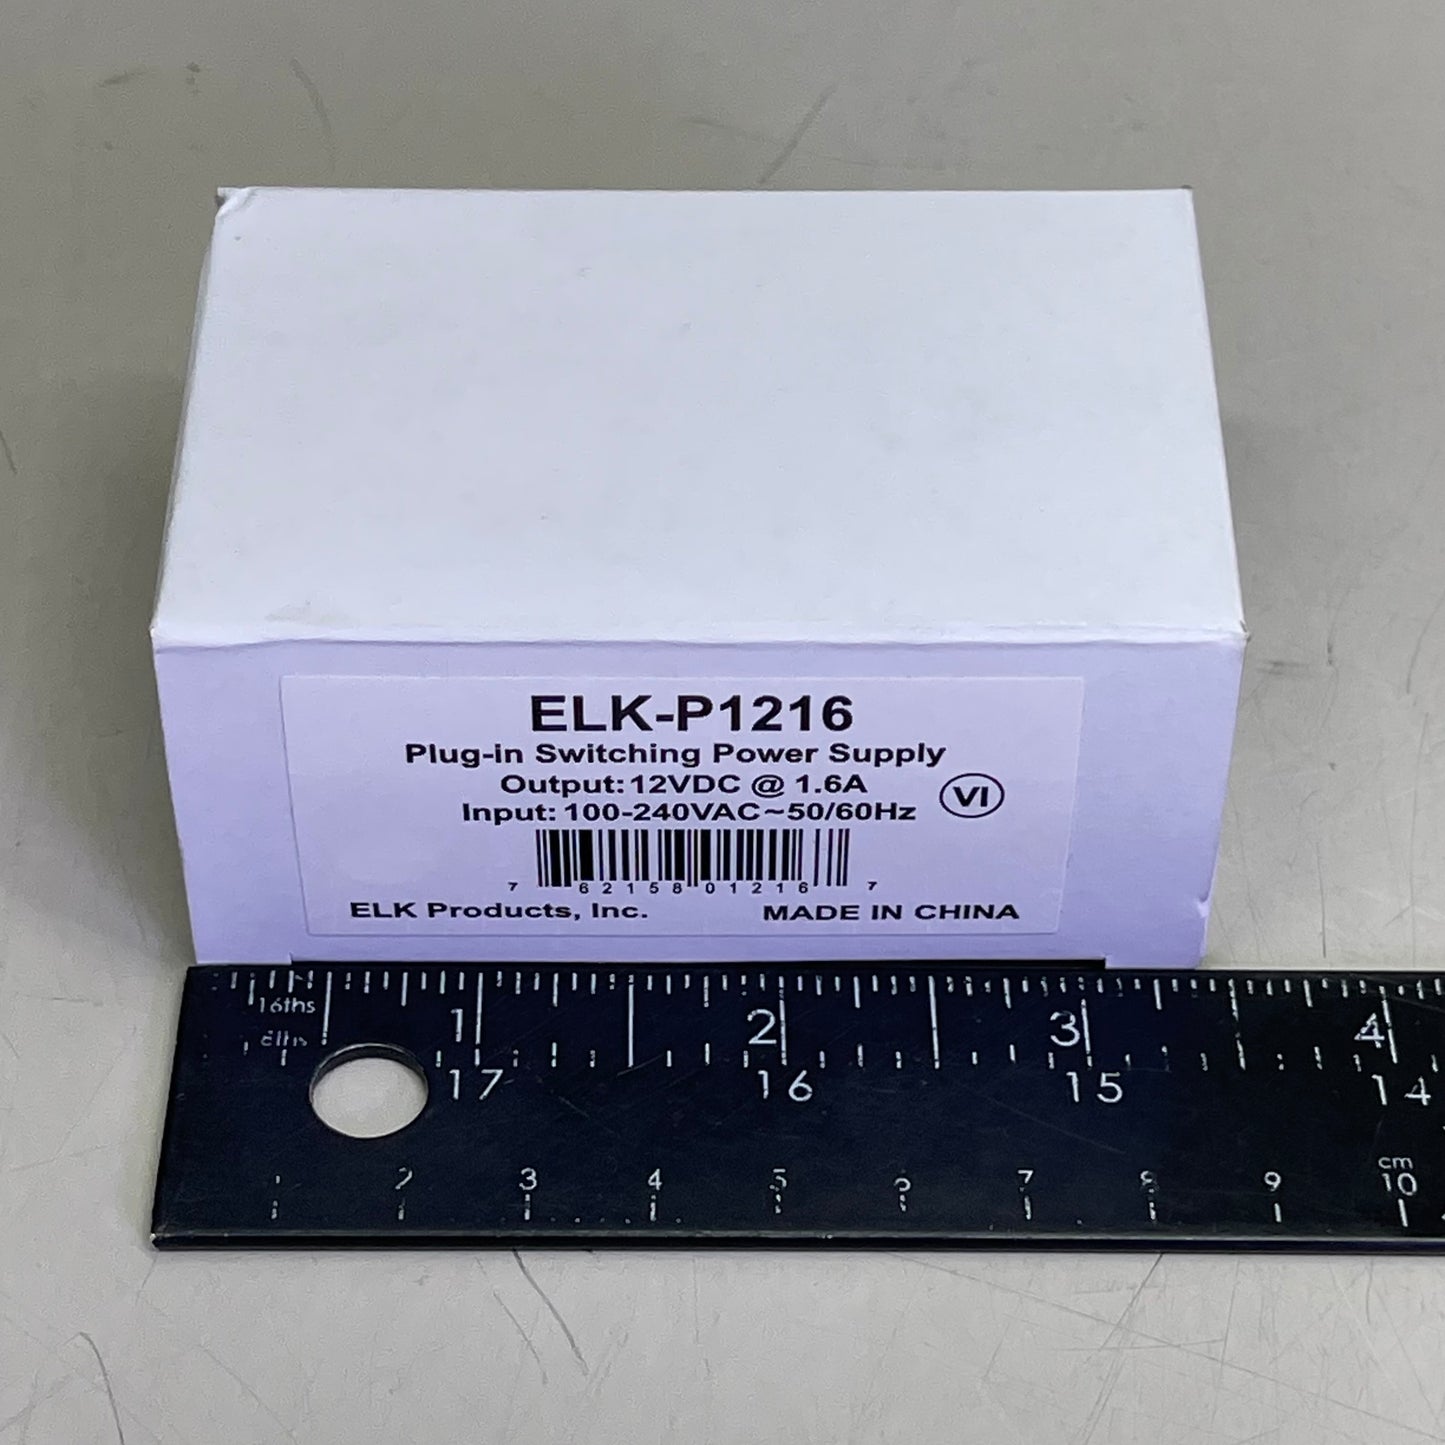 ELK-P1216
Plug-in Switching Power Supply
Output: 12VDC @ 1.6A
Input: 100-240VAC~50/60Hz
VI
7 62158 01216 7
ELK Products, Inc.
MADE IN CHINA
16ths
1 2 3 4
17 16 15 14
cm
1 2 3 4 5 6 7 8 9 10